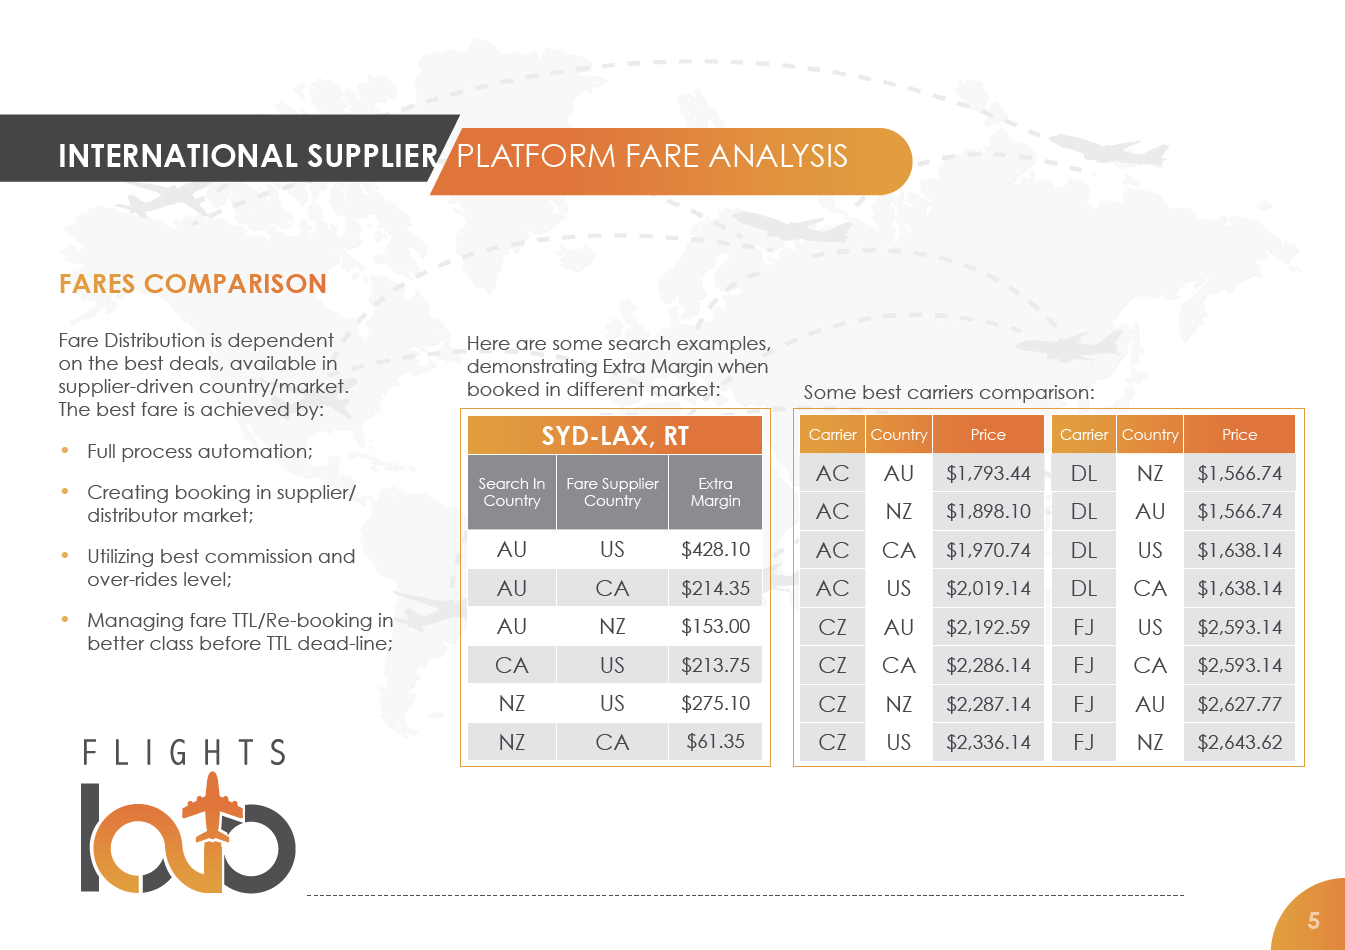 INTERNATIONAL SUPPLIER PLATFORM FARE ANALYSIS
FARES COMPARISON
Fare Distribution is dependent
on the best deals, available in
supplier-driven country/market.
The best fare is achieved by:
• Full process automation;
• Creating booking in supplier/
distributor market;
• Utilizing best commission and
over-rides level;
• Managing fare TTL/Re-booking in
better class before TTL dead-line;
FLIGHTS
lab
Here are some search examples,
demonstrating Extra Margin when
booked in different market:
SYD-LAX, RT
Search In Country Fare Supplier Country Extra Margin
AU US $428.10
AU CA $214.35
AU NZ $153.00
CA US $213.75
NZ US $275.10
NZ CA $61.35
Some best carriers comparison:
Carrier Country Price Carrier Country Price
AC AU $1,793.44 DL NZ $1,566.74
AC NZ $1,898.10 DL AU $1,566.74
AC CA $1,970.74 DL US $1,638.14
AC US $2,019.14 DL CA $1,638.14
CZ AU $2,192.59 FJ US $2,593.14
CZ CA $2,286.14 FJ CA $2,593.14
CZ NZ $2,287.14 FJ AU $2,627.77
CZ US $2,336.14 FJ NZ $2,643.62
5